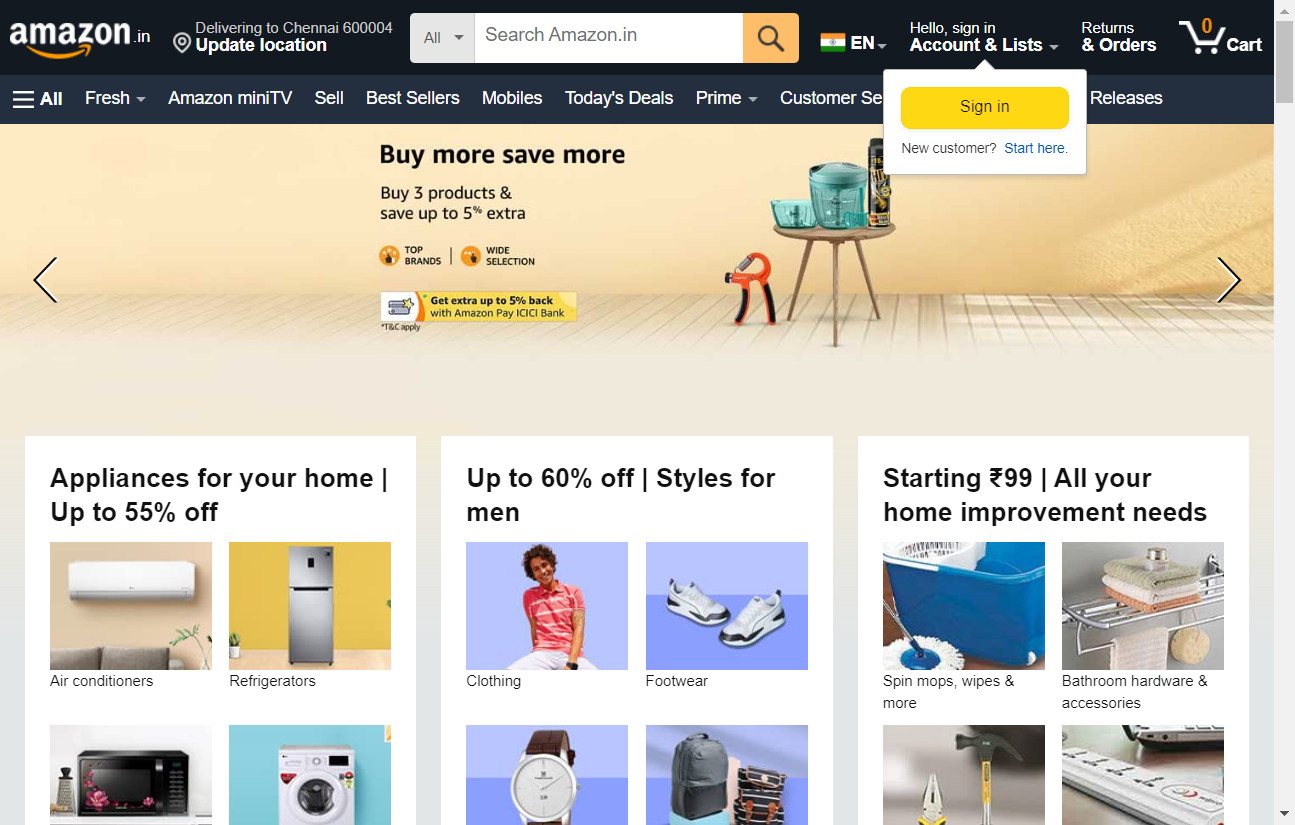 amazon.in
Delivering to Chennai 600004
Update location
All
Search Amazon.in
EN
Hello, sign in
Account & Lists
Returns
& Orders
0
Cart
All
Fresh
Amazon miniTV
Sell
Best Sellers
Mobiles
Today's Deals
Prime
Customer Se
Releases
Sign in
New customer? Start here.
Buy more save more
Buy 3 products &
save up to 5% extra
TOP
BRANDS
WIDE
SELECTION
Get extra up to 5% back
with Amazon Pay ICICI Bank
*T&C apply
Appliances for your home |
Up to 55% off
Air conditioners
Refrigerators
Up to 60% off | Styles for
men
Clothing
Footwear
Starting ₹99 | All your
home improvement needs
Spin mops, wipes &
more
Bathroom hardware &
accessories